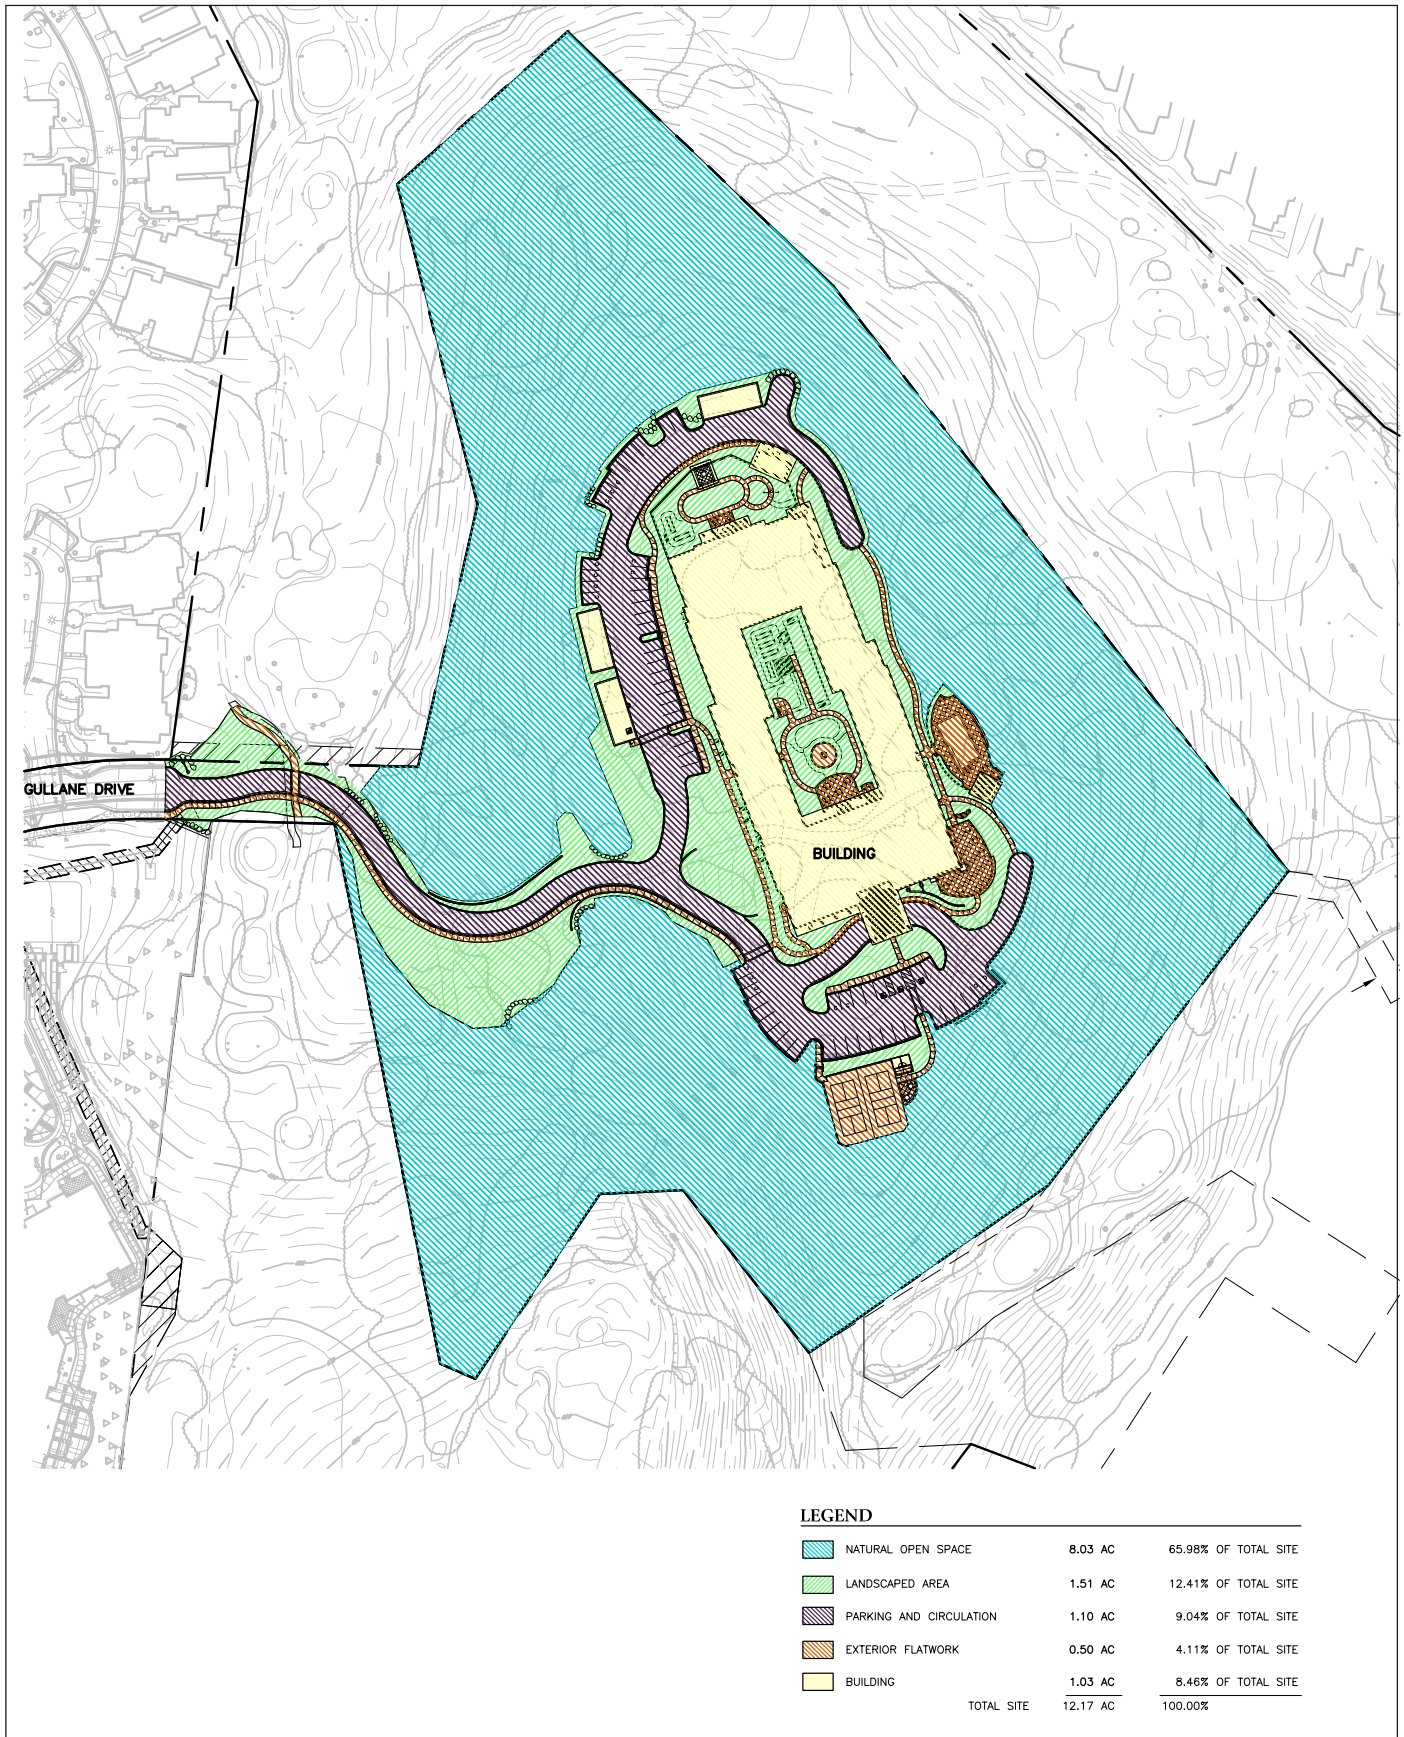 GULLANE DRIVE
BUILDING
LEGEND
NATURAL OPEN SPACE 8.03 AC 65.98% OF TOTAL SITE
LANDSCAPED AREA 1.51 AC 12.41% OF TOTAL SITE
PARKING AND CIRCULATION 1.10 AC 9.04% OF TOTAL SITE
EXTERIOR FLATWORK 0.50 AC 4.11% OF TOTAL SITE
BUILDING 1.03 AC 8.46% OF TOTAL SITE
TOTAL SITE 12.17 AC 100.00%